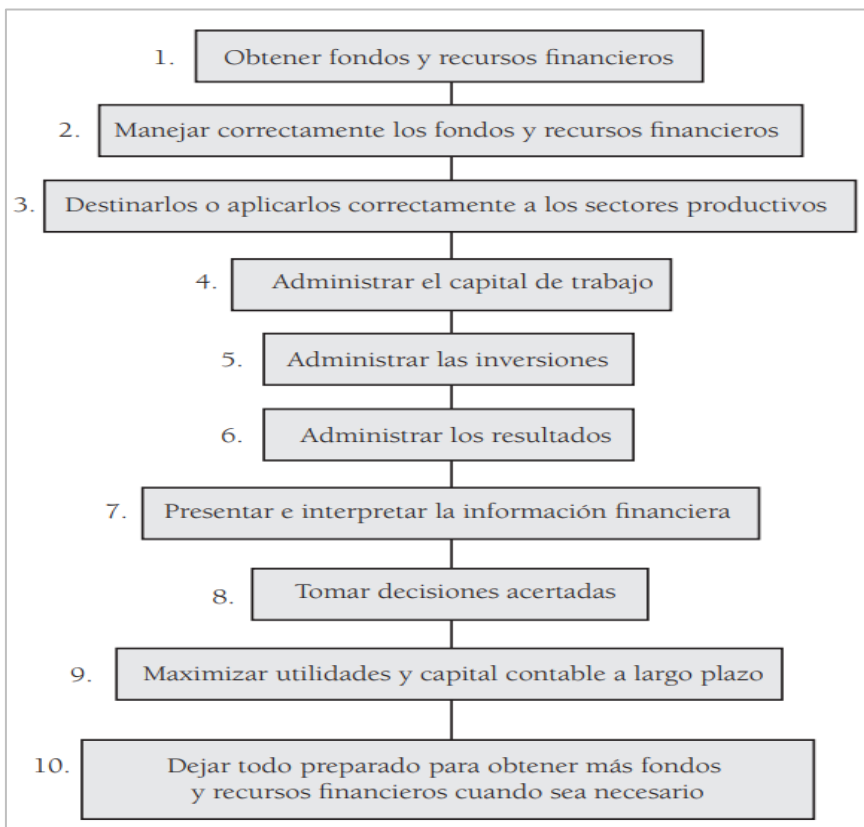 1. Obtener fondos y recursos financieros
2. Manejar correctamente los fondos y recursos financieros
3. Destinarlos o aplicarlos correctamente a los sectores productivos
4. Administrar el capital de trabajo
5. Administrar las inversiones
6. Administrar los resultados
7. Presentar e interpretar la información financiera
8. Tomar decisiones acertadas
9. Maximizar utilidades y capital contable a largo plazo
10. Dejar todo preparado para obtener más fondos
y recursos financieros cuando sea necesario